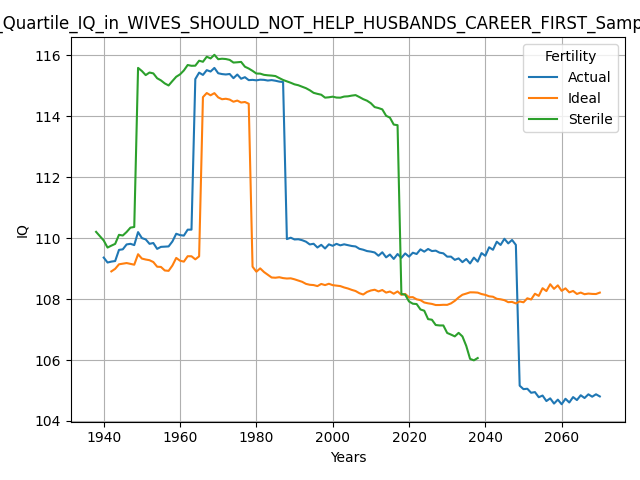 _Quartile_IQ_in_WIVES_SHOULD_NOT_HELP_HUSBANDS_CAREER_FIRST_Samp
Fertility
Actual
Ideal
Sterile
116
114
112
110
108
106
104
IQ
1940 1960 1980 2000 2020 2040 2060
Years